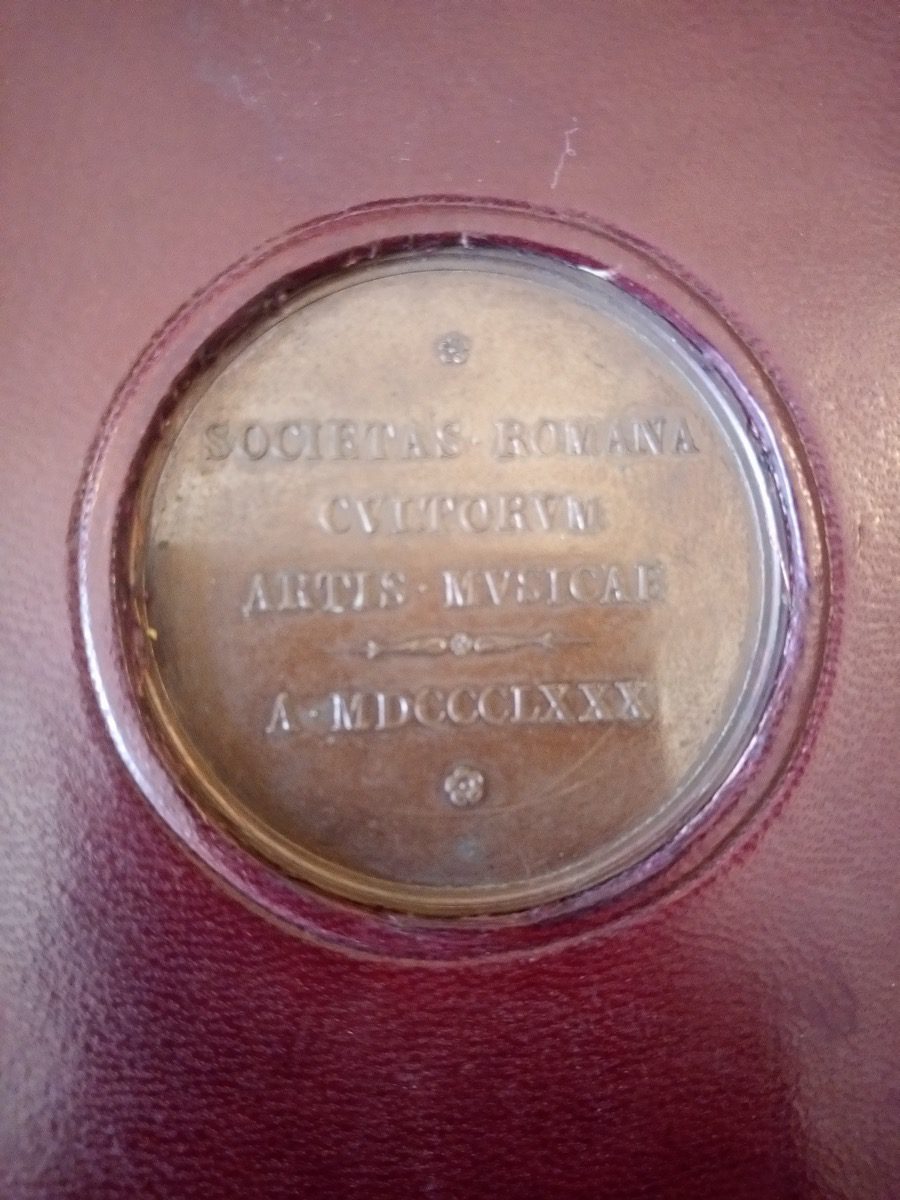 SOCIETAS · ROMANA
CVLTORVM
ARTIS · MVSICAE
A · MDCCCLXXX